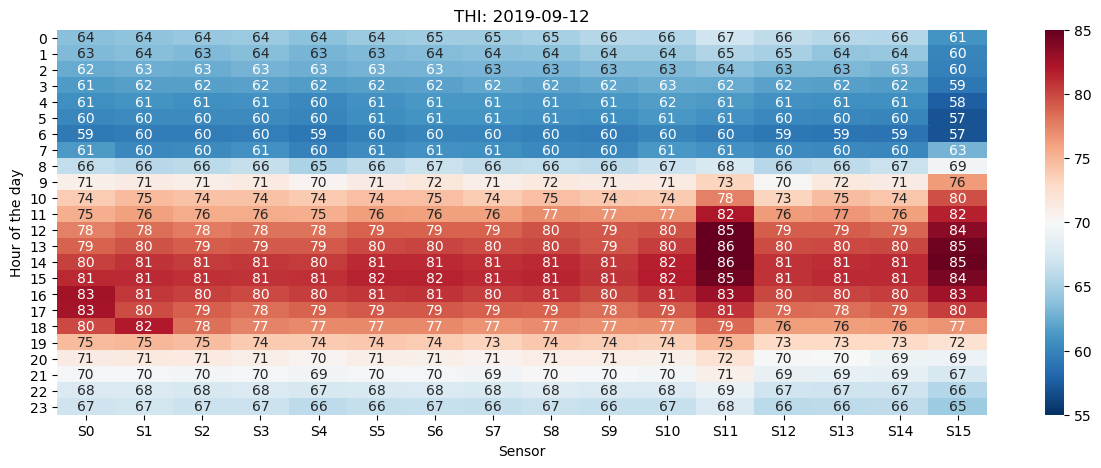 THI: 2019-09-12
0 64 64 64 64 64 64 65 65 65 66 66 67 66 66 66 61
1 63 64 63 64 63 63 64 64 64 64 64 65 65 64 64 60
2 62 63 63 63 63 63 63 63 63 63 63 64 63 63 63 60
3 61 62 62 62 62 62 62 62 62 62 63 62 62 62 62 59
4 61 61 61 61 60 61 61 61 61 61 62 61 61 61 61 58
5 60 60 60 60 60 60 61 61 61 61 61 61 60 60 60 57
6 59 60 60 60 59 60 60 60 60 60 60 60 59 59 59 57
7 61 60 60 61 60 61 61 61 60 60 61 61 60 60 60 63
8 66 66 66 66 65 66 67 66 66 66 67 68 66 66 67 69
9 71 71 71 71 70 71 72 71 72 71 71 73 70 72 71 76
10 74 75 74 74 74 74 75 74 75 74 74 78 73 75 74 80
11 75 76 76 76 75 76 76 76 77 77 77 82 76 77 76 82
12 78 78 78 78 78 79 79 79 80 79 80 85 79 79 79 84
13 79 80 79 79 79 80 80 80 80 79 80 86 80 80 80 85
14 80 81 81 81 80 81 81 81 81 81 82 86 81 81 81 85
15 81 81 81 81 81 82 82 81 81 81 82 85 81 81 81 84
16 83 81 80 80 80 81 81 80 81 80 81 83 80 80 80 83
17 83 80 79 78 79 79 79 79 79 78 79 81 79 78 79 80
18 80 82 78 77 77 77 77 77 77 77 77 79 76 76 76 77
19 75 75 75 74 74 74 74 73 74 74 74 75 73 73 73 72
20 71 71 71 71 70 71 71 71 71 71 71 72 70 70 69 69
21 70 70 70 70 69 70 70 69 70 70 70 71 69 69 69 67
22 68 68 68 68 67 68 68 68 68 68 68 69 67 67 67 66
23 67 67 67 67 66 66 67 66 67 66 67 68 66 66 66 65
S0 S1 S2 S3 S4 S5 S6 S7 S8 S9 S10 S11 S12 S13 S14 S15
Sensor
Hour of the day
85
80
75
70
65
60
55